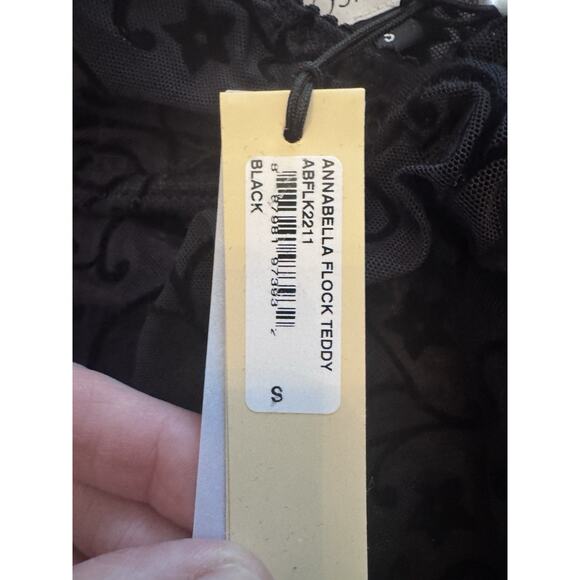 ANNABELLA FLOCK TEDDY
ABFLK2211
BLACK
S
S